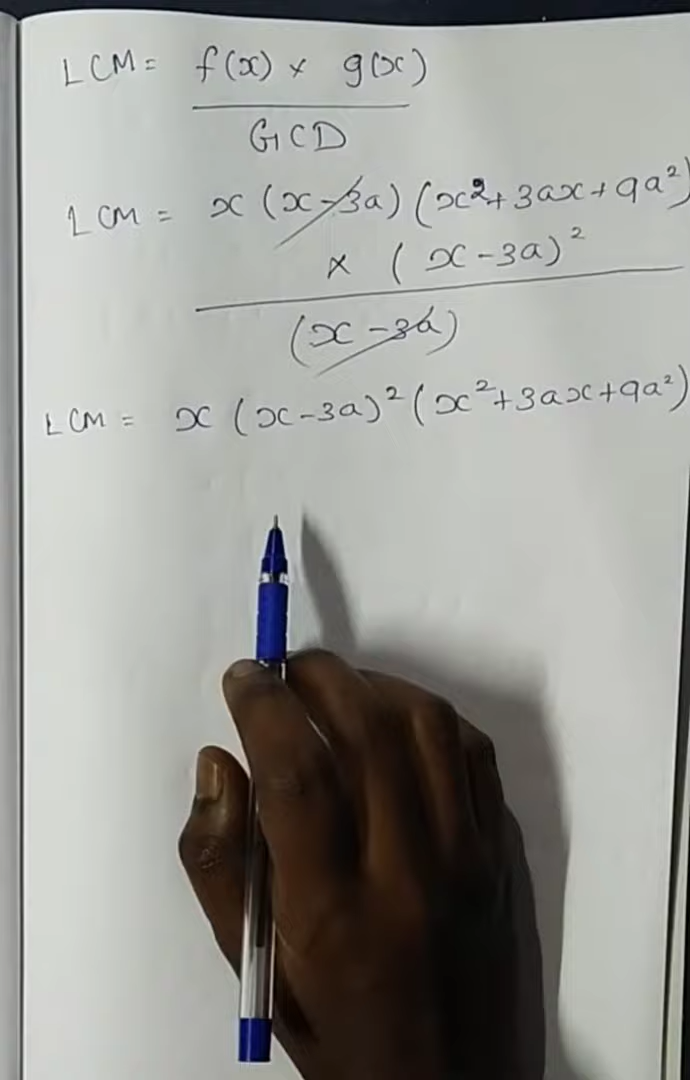 LCM = f(x) × g(x)
GCD
LCM = x (x-3a) (x²+3ax+9a²)
× (x-3a)²
(x-3a)
LCM = x (x-3a)² (x²+3ax+9a²)